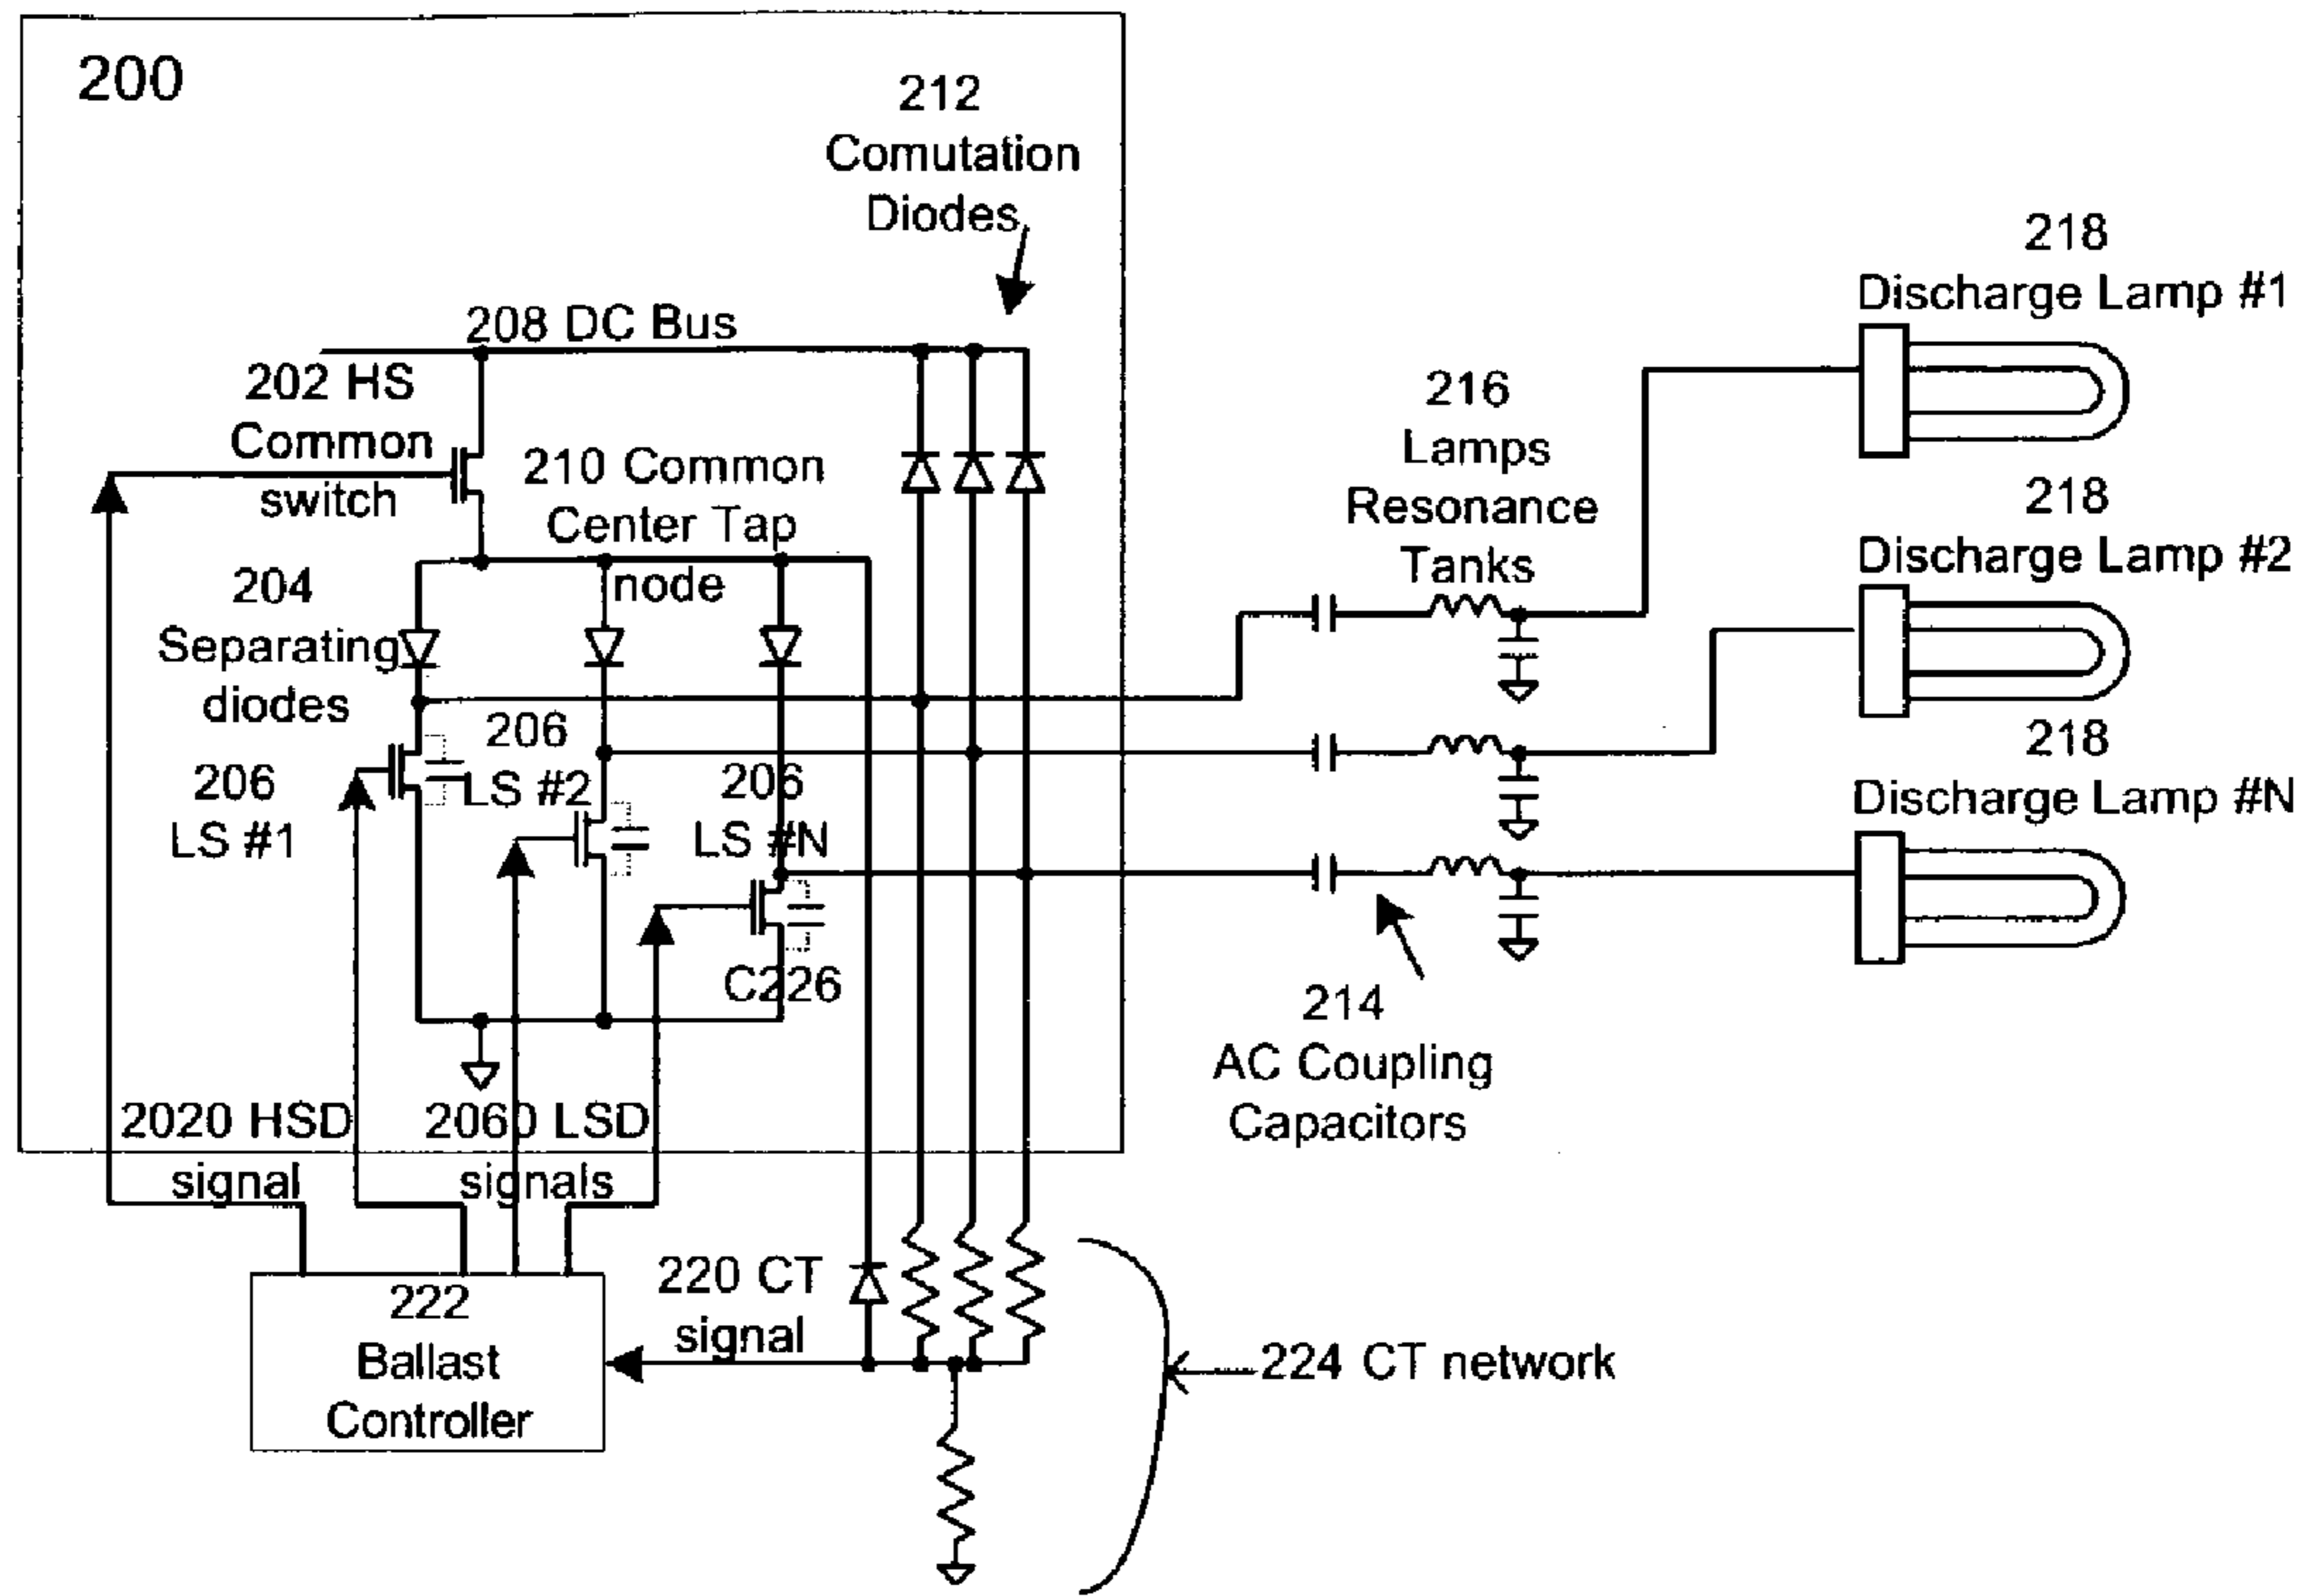 200
212
Comutation
Diodes
208 DC Bus
202 HS
Common
switch
210 Common
Center Tap
node
204
Separating
diodes
206
LS #1
206
LS #2
206
LS #N
C226
2020 HSD
signal
2060 LSD
signals
222
Ballast
Controller
220 CT
signal
224 CT network
216
Lamps
Resonance
Tanks
214
AC Coupling
Capacitors
218
Discharge Lamp #1
218
Discharge Lamp #2
218
Discharge Lamp #N